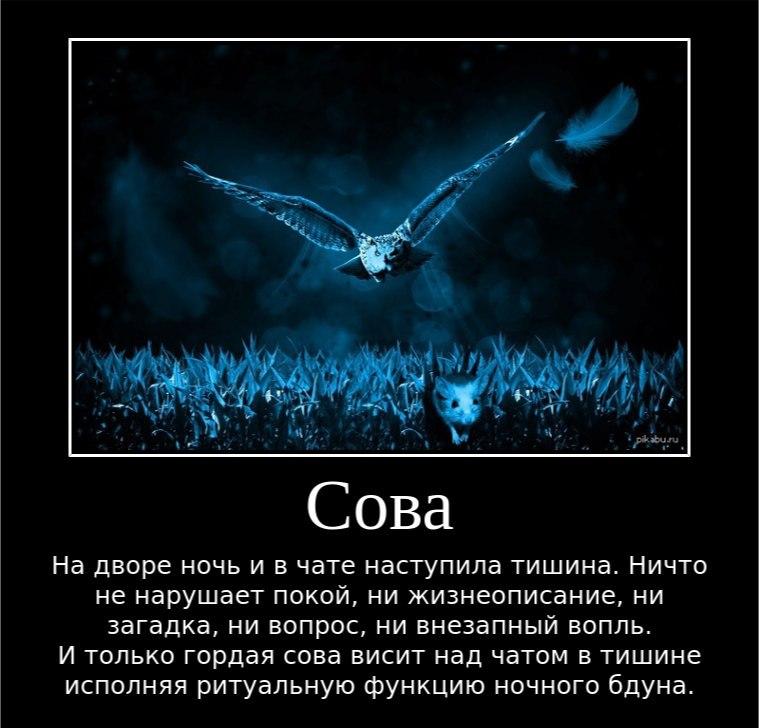 pikabu.ru
Сова
На дворе ночь и в чате наступила тишина. Ничто
не нарушает покой, ни жизнеописание, ни
загадка, ни вопрос, ни внезапный вопль.
И только гордая сова висит над чатом в тишине
исполняя ритуальную функцию ночного бдуна.